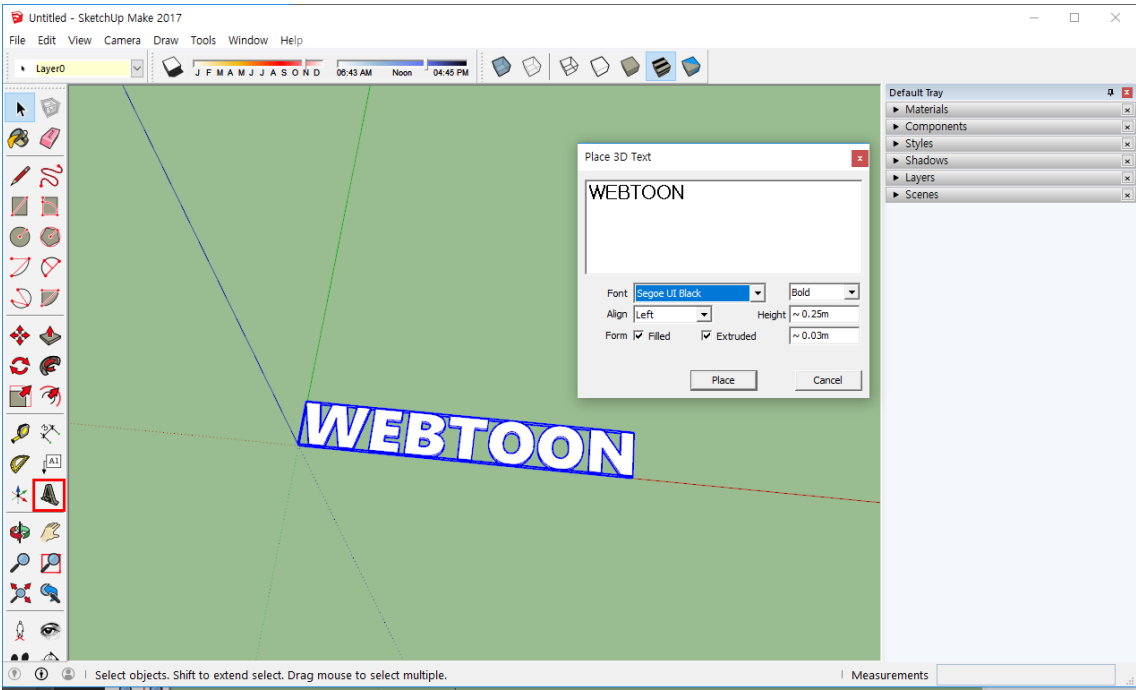 Untitled - SketchUp Make 2017
File Edit View Camera Draw Tools Window Help
Layer0
J F M A M J J A S O N D
06:43 AM Noon 04:45 PM
Default Tray
Materials
Components
Styles
Shadows
Layers
Scenes
Place 3D Text
WEBTOON
Font Segoe UI Black Bold
Align Left Height ~ 0.25m
Form Filled Extruded ~ 0.03m
Place Cancel
WEBTOON
A1
Select objects. Shift to extend select. Drag mouse to select multiple.
Measurements